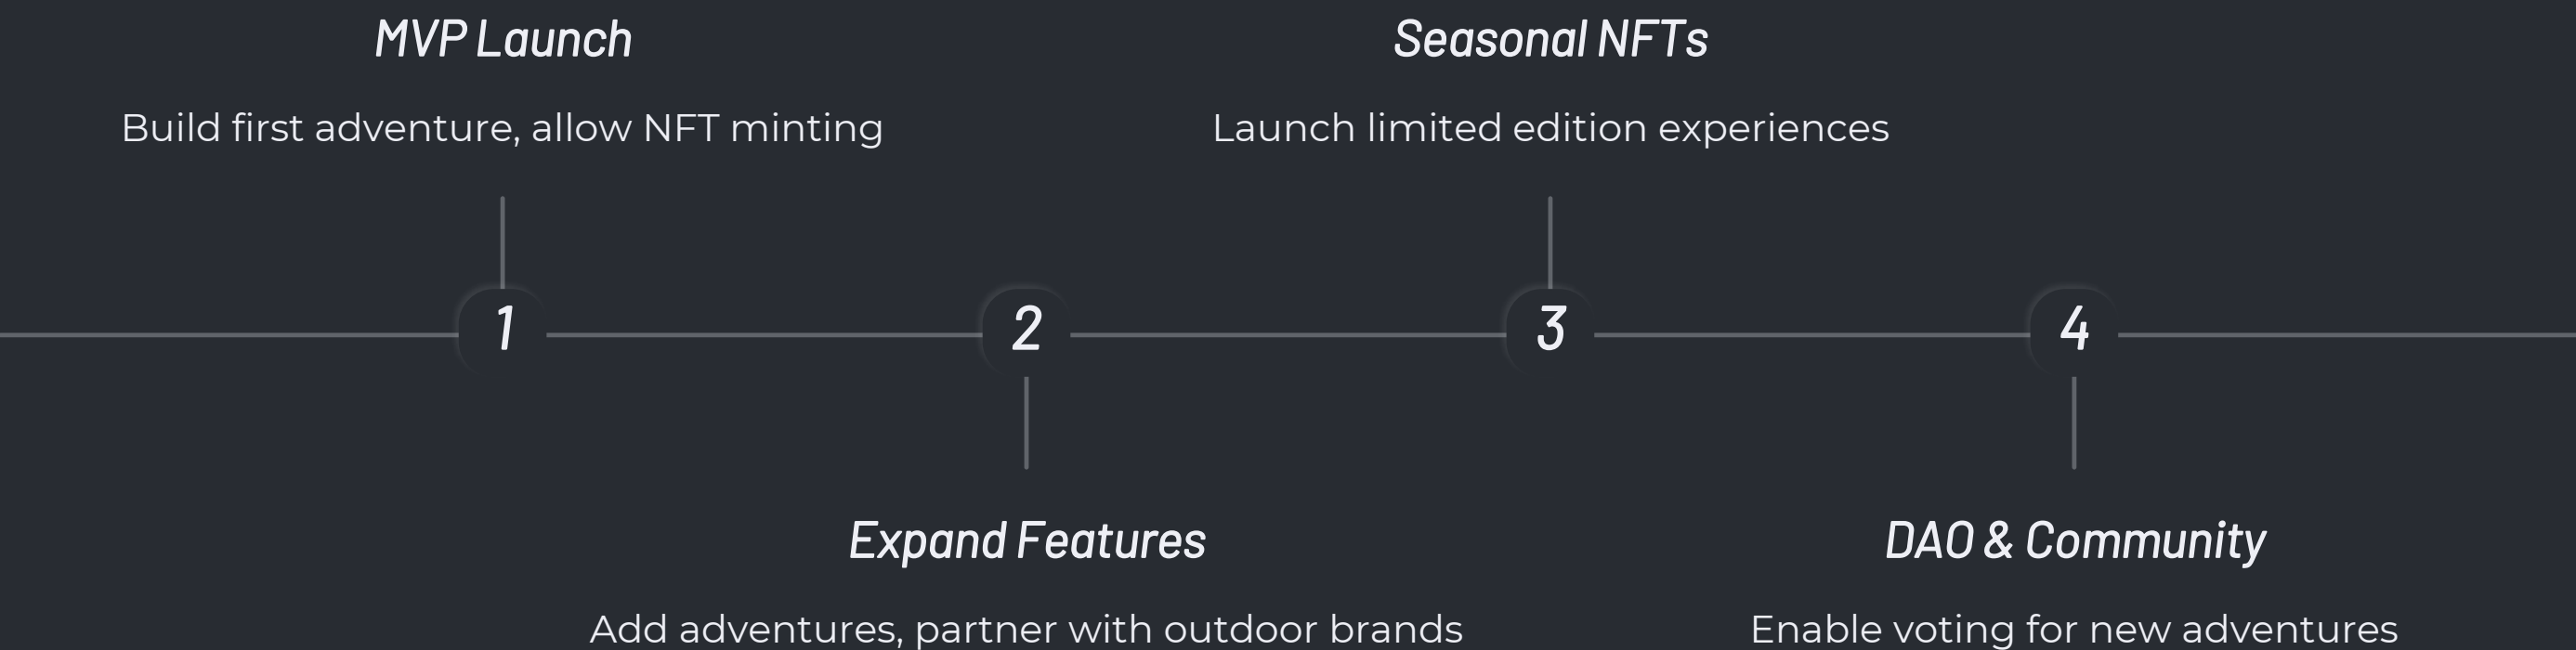 MVP Launch
Build first adventure, allow NFT minting
Seasonal NFTs
Launch limited edition experiences
1
2
3
4
Expand Features
Add adventures, partner with outdoor brands
DAO & Community
Enable voting for new adventures